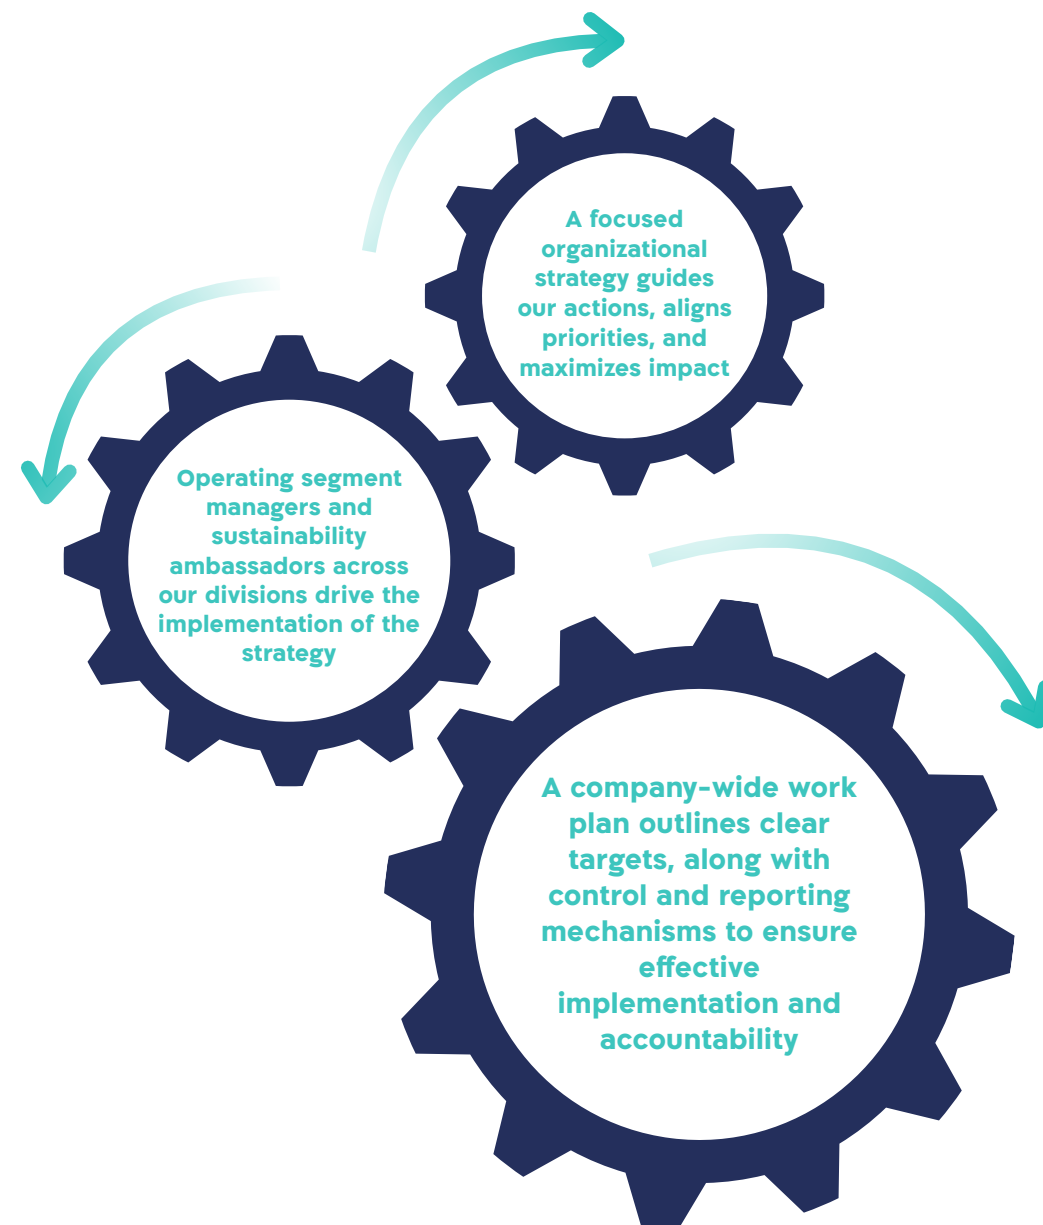 A focused
organizational
strategy guides
our actions, aligns
priorities, and
maximizes impact
Operating segment
managers and
sustainability
ambassadors across
our divisions drive the
implementation of the
strategy
A company-wide work
plan outlines clear
targets, along with
control and reporting
mechanisms to ensure
effective
implementation and
accountability